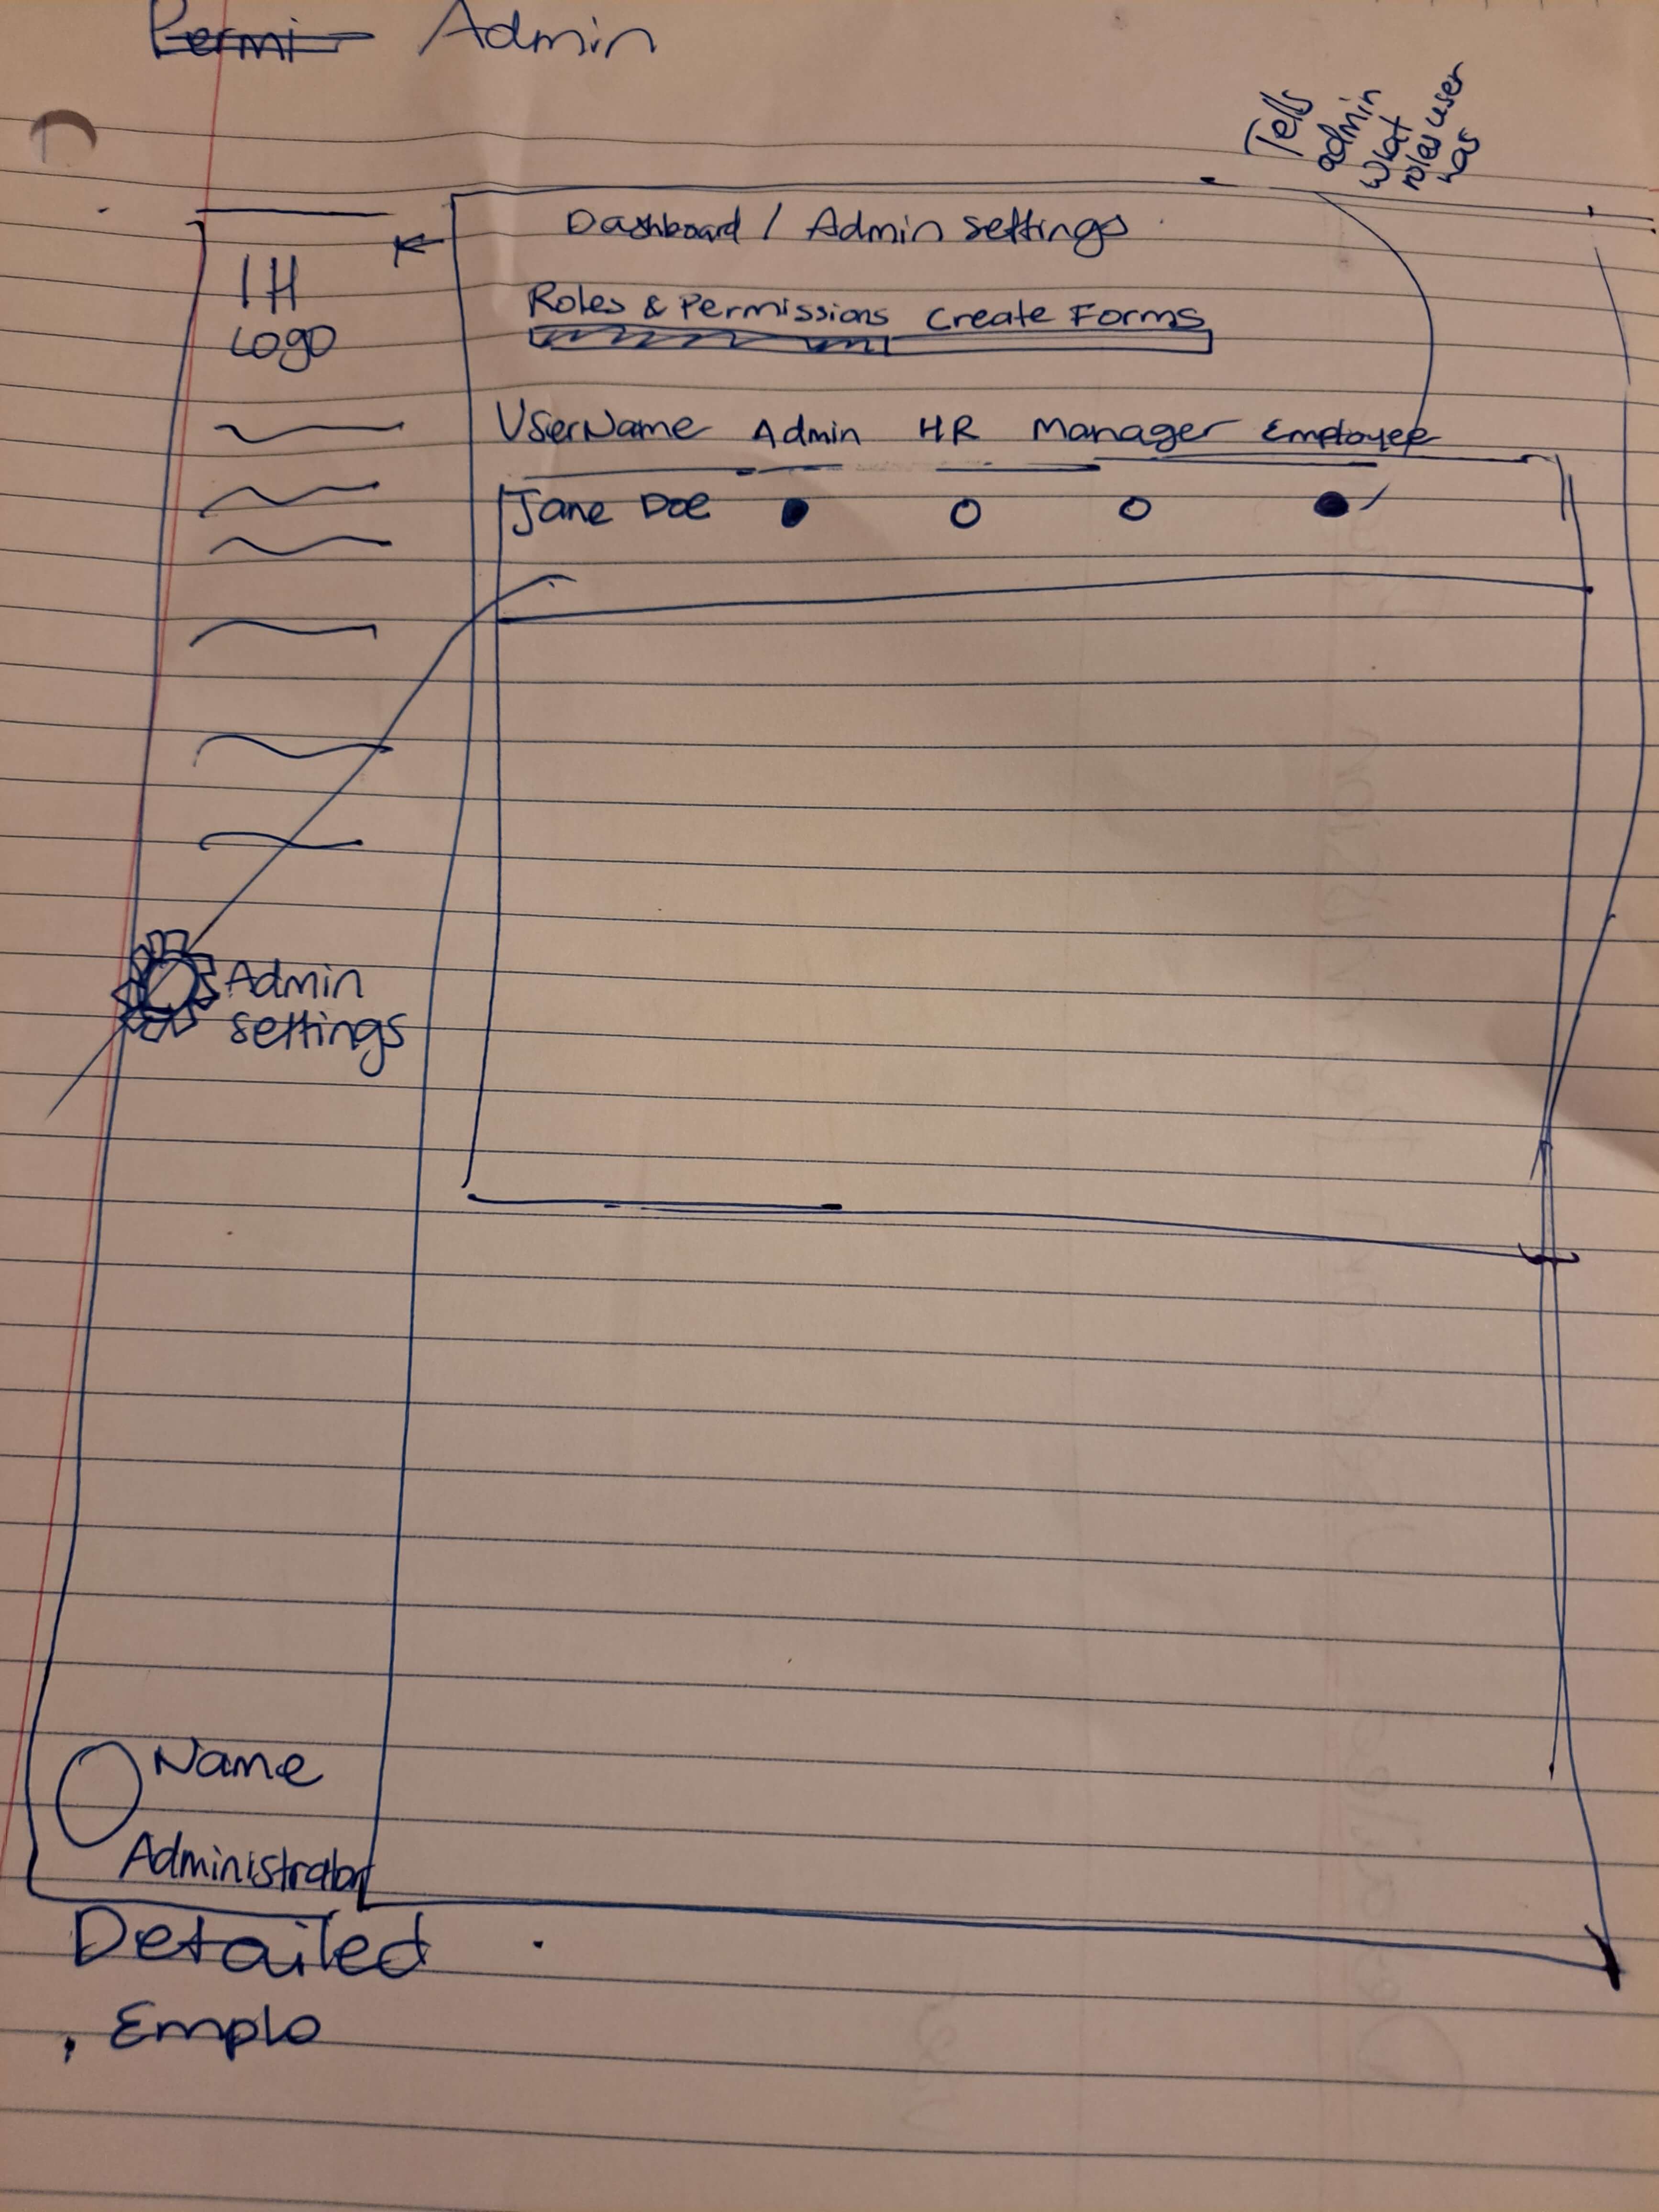 Permi Admin
Tells
admin
what
roles user
has
Dashboard / Admin settings
IH
Logo
Roles & Permissions Create Forms
UserName Admin HR Manager Employee
Jane Doe
Admin
settings
Name
Administrator
Detailed
Emplo